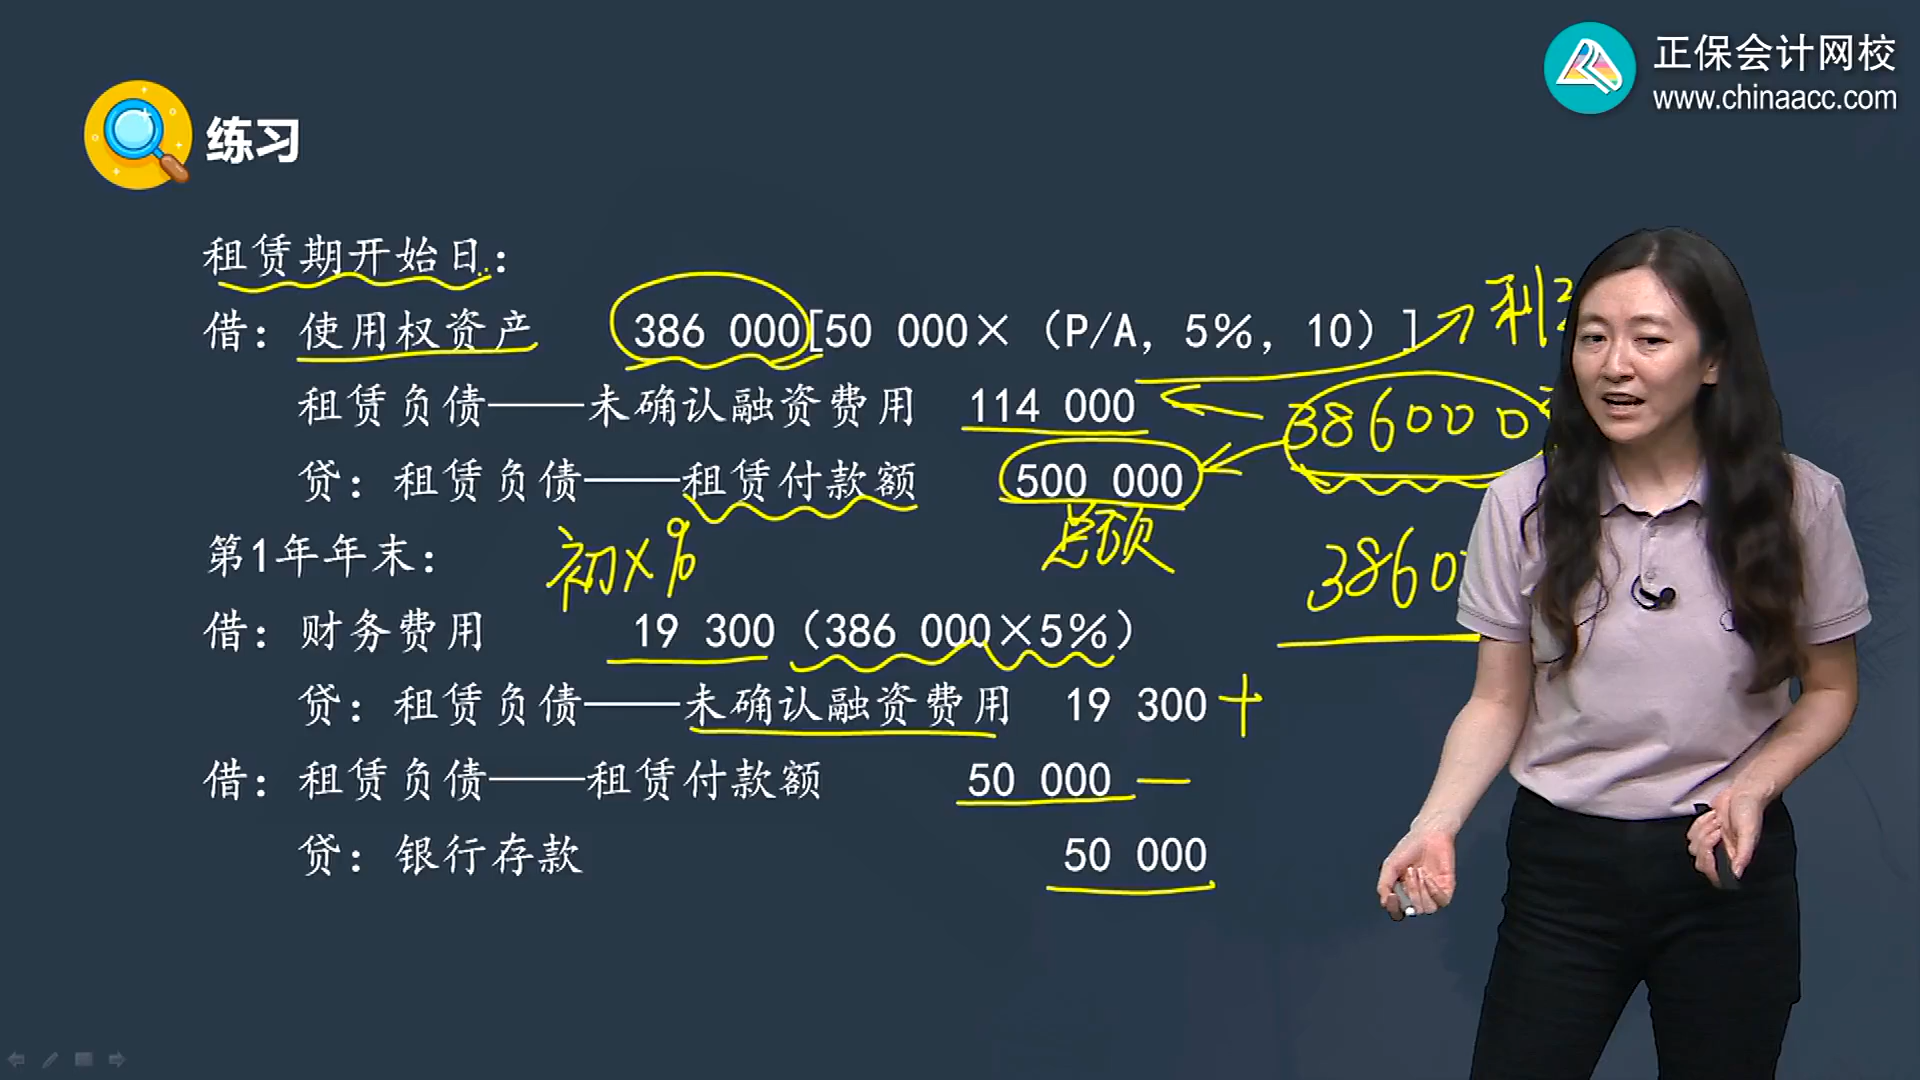 正保会计网校
www.chinaacc.com
练习
租赁期开始日：
借：使用权资产 386 000[50 000×（P/A，5%，10）] 利
租赁负债——未确认融资费用 114 000 386000
贷：租赁负债——租赁付款额 500 000
总额
第1年年末： 初×% 3860
借：财务费用 19 300（386 000×5%）
贷：租赁负债——未确认融资费用 19 300 +
借：租赁负债——租赁付款额 50 000 —
贷：银行存款 50 000